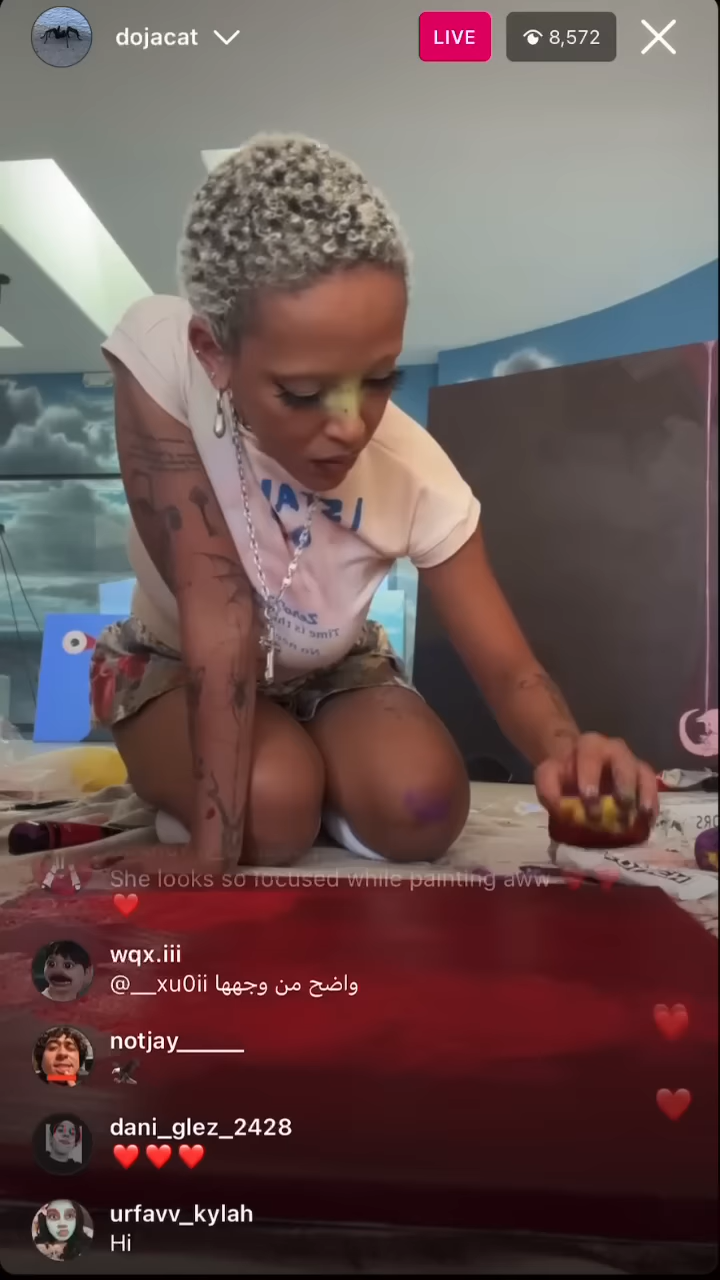 dojacat
LIVE
8,572
She looks so focused while painting aww
❤️
wqx.iii
@__xu0ii واضح من وجهها
notjay______
dani_glez_2428
❤️❤️❤️
urfavv_kylah
Hi